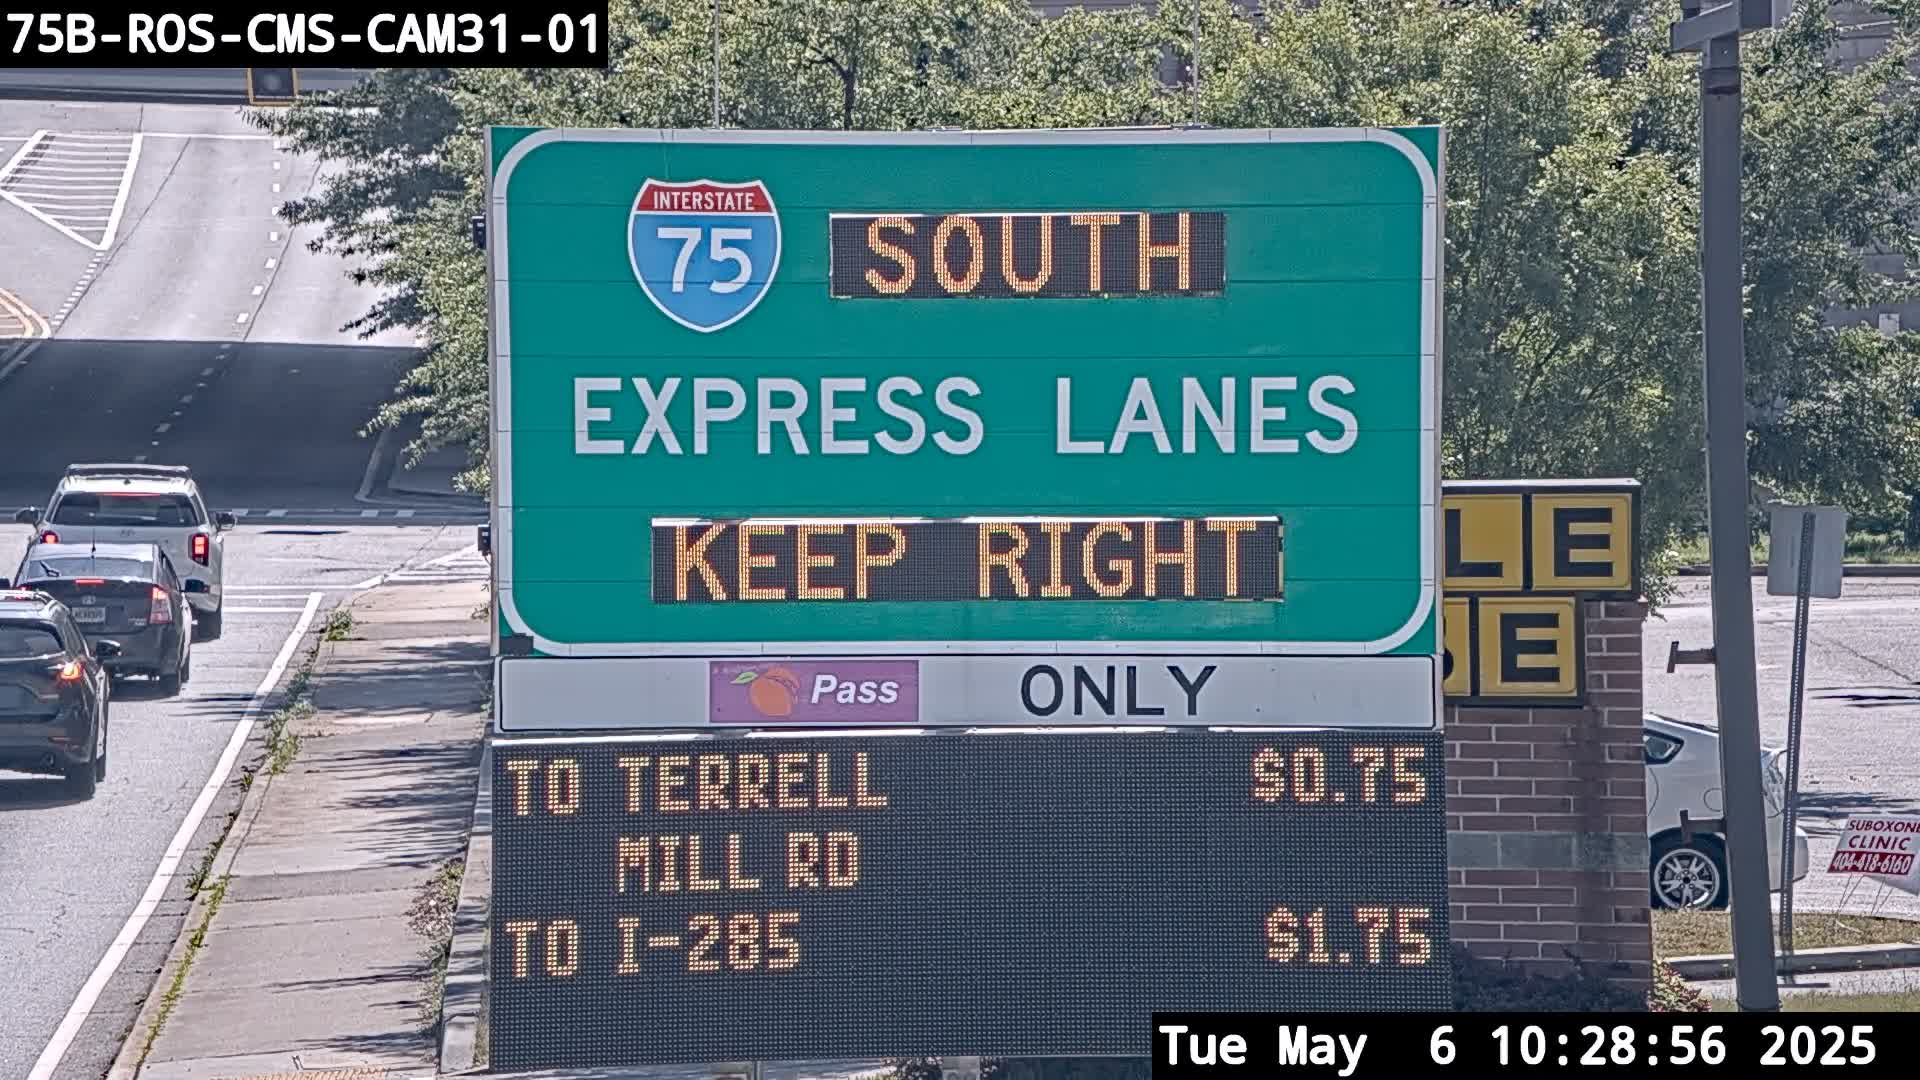 75B-ROS-CMS-CAM31-01
INTERSTATE
75
SOUTH
EXPRESS LANES
KEEP RIGHT
Pass ONLY
TO TERRELL $0.75
MILL RD
TO I-285 $1.75
LE
E
SUBOXONE
CLINIC
404-418-6160
Tue May 6 10:28:56 2025